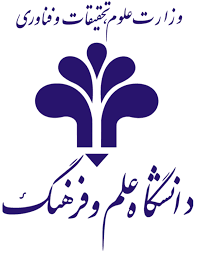 وزارت علوم تحقیقات و فناوری
دانشگاه علم و فرهنگ